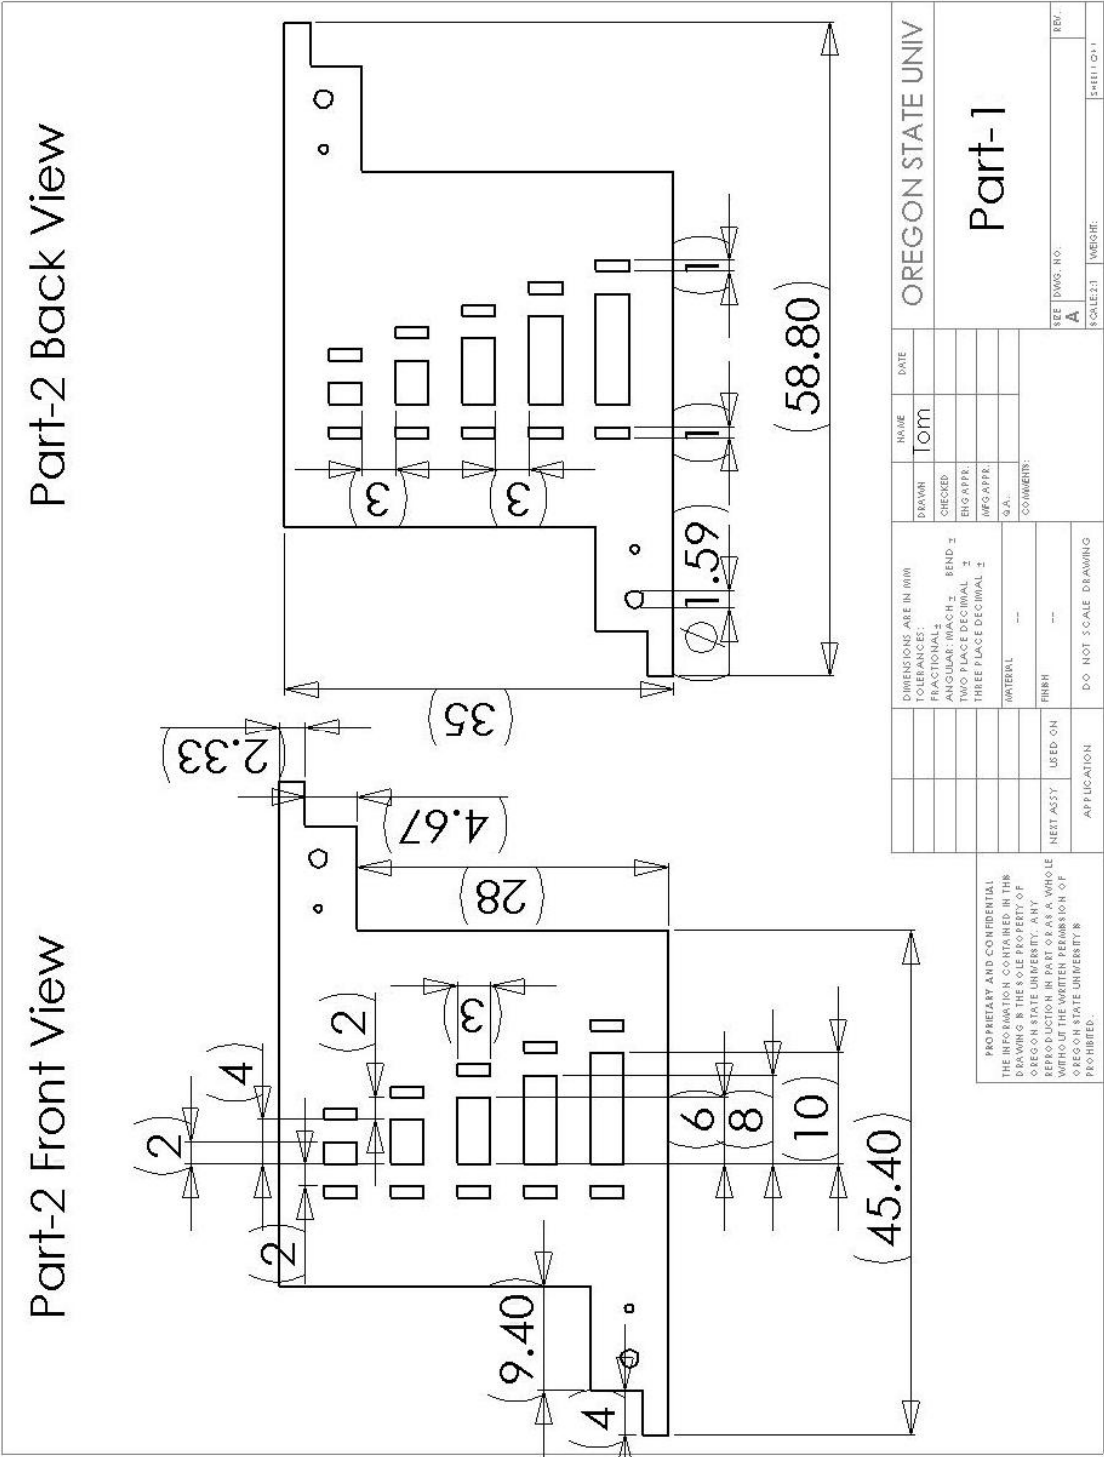 Part-2 Front View
Part-2 Back View
(2)
(4)
(2)
(2)
(3)
(2.33)
(4.67)
(28)
(9.40)
(4)
(6)
(8)
(10)
(45.40)
(35)
(3)
(3)
(Ø1.59)
(1)
(1)
(58.80)
PROPRIETARY AND CONFIDENTIAL
THE INFORMATION CONTAINED IN THIS
DRAWING IS THE SOLE PROPERTY OF
OREGON STATE UNIVERSITY. ANY
REPRODUCTION IN PART OR AS A WHOLE
WITHOUT THE WRITTEN PERMISSION OF
OREGON STATE UNIVERSITY IS
PROHIBITED.
NEXT ASSY
USED ON
APPLICATION
DIMENSIONS ARE IN MM
TOLERANCES:
FRACTIONAL ±
ANGULAR: MACH ± BEND ±
TWO PLACE DECIMAL ±
THREE PLACE DECIMAL ±
MATERIAL
--
FINISH
--
DO NOT SCALE DRAWING
NAME
DATE
DRAWN
Tom
CHECKED
ENG APPR.
MFG APPR.
Q.A.
COMMENTS:
OREGON STATE UNIV
Part-1
SIZE
A
DWG. NO.
REV.
SCALE:2:1
WEIGHT: